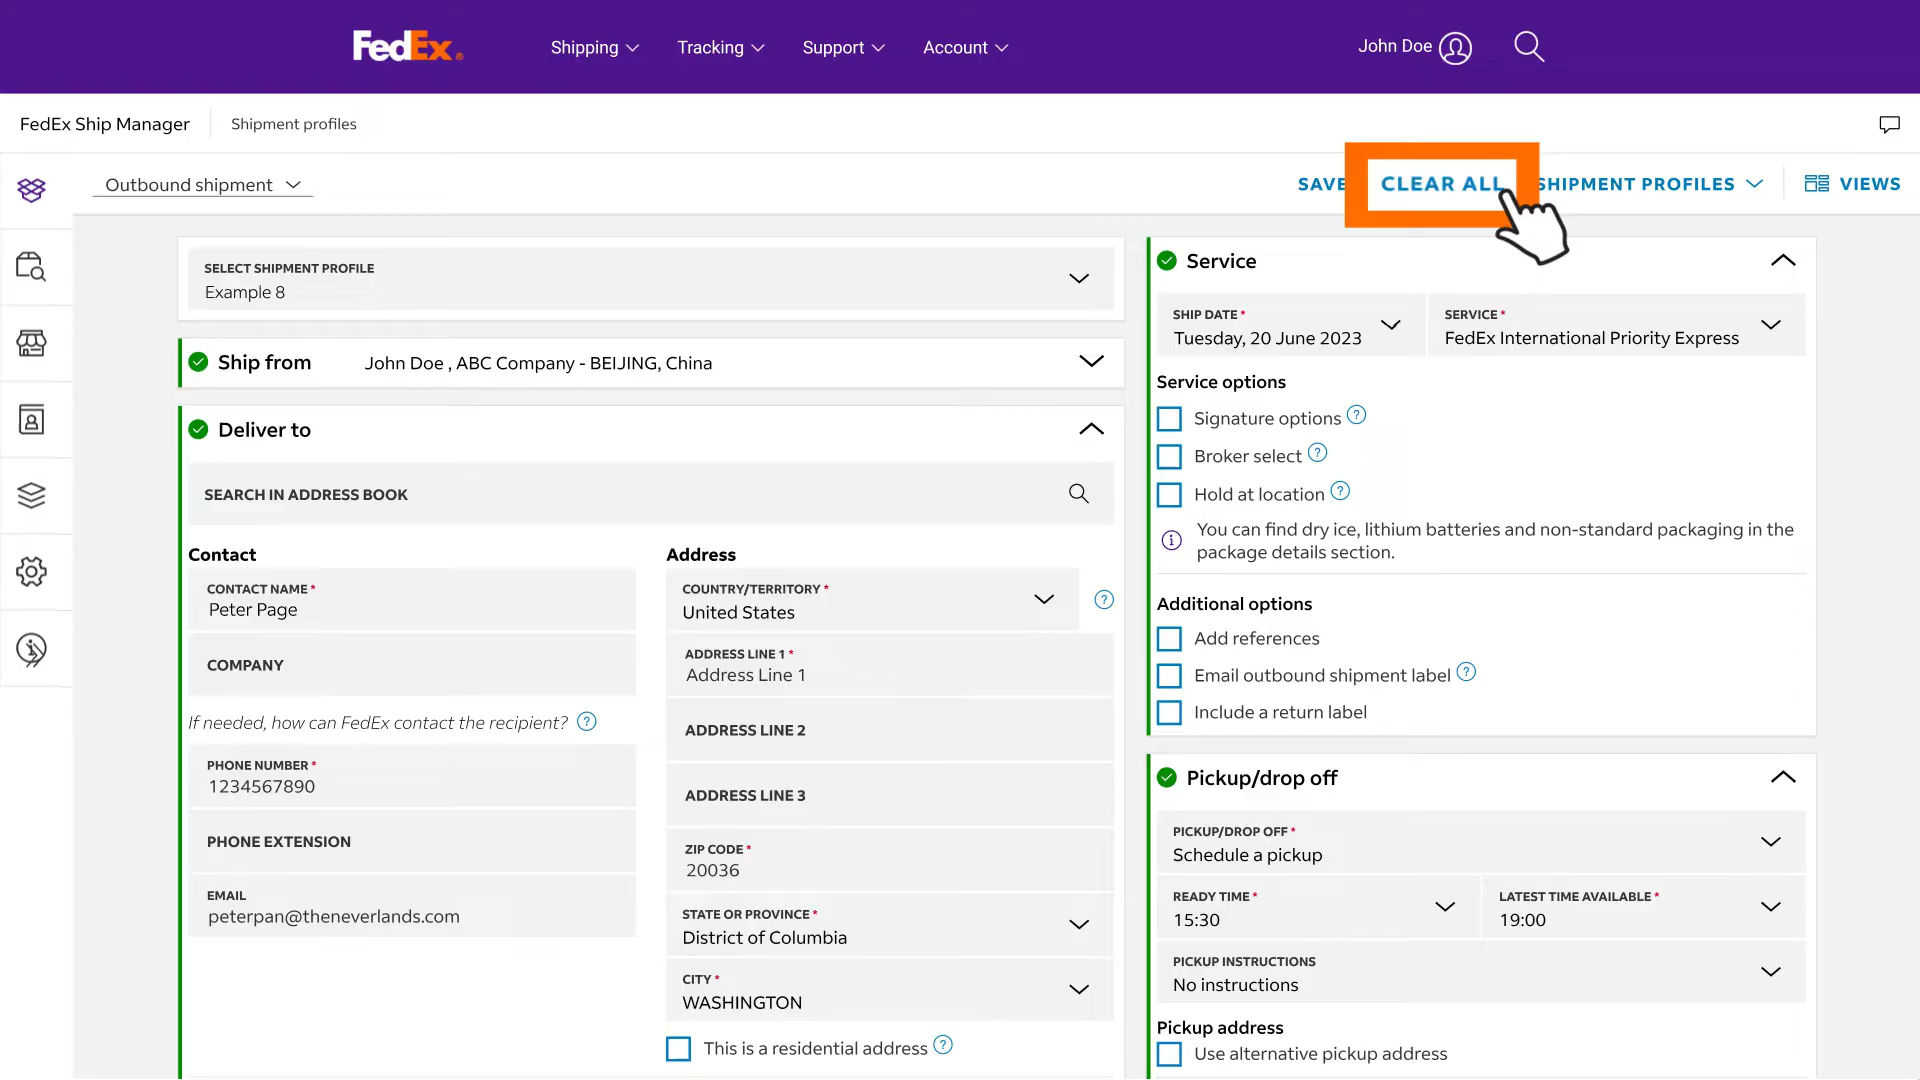 FedEx®
Shipping
Tracking
Support
Account
John Doe
FedEx Ship Manager
Shipment profiles
Outbound shipment
SAVE
CLEAR ALL
SHIPMENT PROFILES
VIEWS
SELECT SHIPMENT PROFILE
Example 8
Ship from
John Doe , ABC Company - BEIJING, China
Deliver to
SEARCH IN ADDRESS BOOK
Contact
CONTACT NAME *
Peter Page
COMPANY
If needed, how can FedEx contact the recipient? ?
PHONE NUMBER *
1234567890
PHONE EXTENSION
EMAIL
peterpan@theneverlands.com
Address
COUNTRY/TERRITORY *
United States
?
ADDRESS LINE 1 *
Address Line 1
ADDRESS LINE 2
ADDRESS LINE 3
ZIP CODE *
20036
STATE OR PROVINCE *
District of Columbia
CITY *
WASHINGTON
This is a residential address ?
Service
SHIP DATE *
Tuesday, 20 June 2023
SERVICE *
FedEx International Priority Express
Service options
Signature options ?
Broker select ?
Hold at location ?
You can find dry ice, lithium batteries and non-standard packaging in the
package details section.
Additional options
Add references
Email outbound shipment label ?
Include a return label
Pickup/drop off
PICKUP/DROP OFF *
Schedule a pickup
READY TIME *
15:30
LATEST TIME AVAILABLE *
19:00
PICKUP INSTRUCTIONS
No instructions
Pickup address
Use alternative pickup address